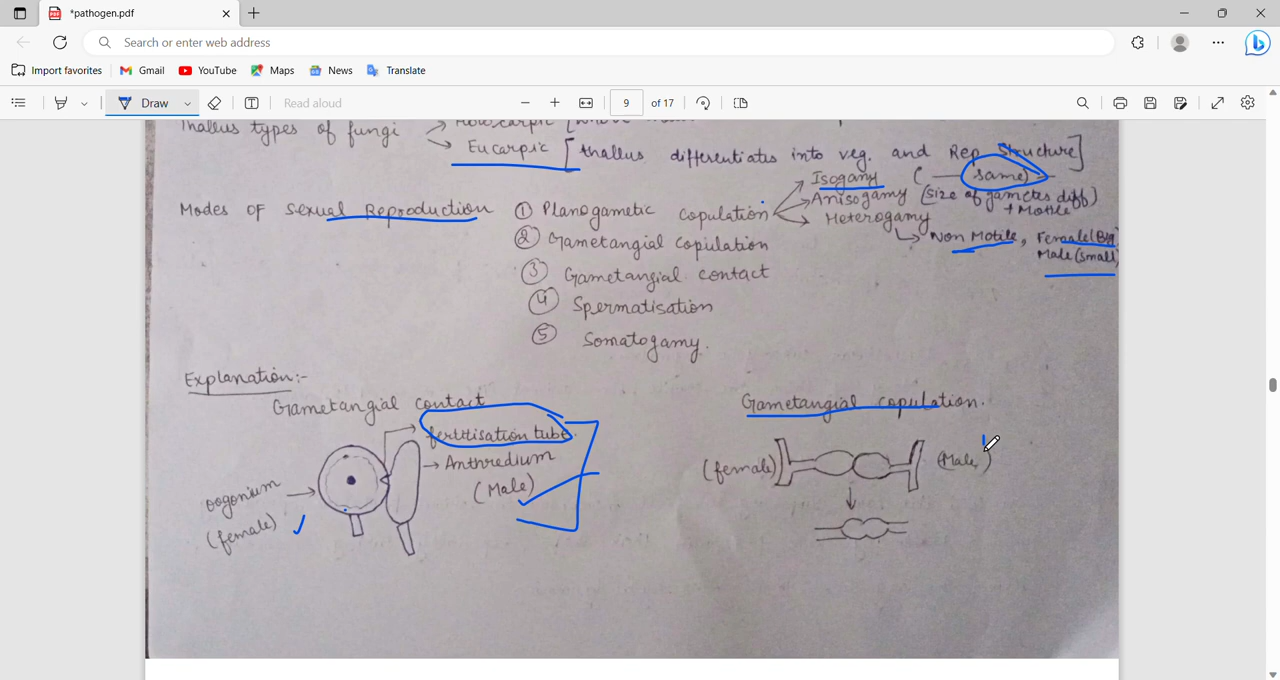 *pathogen.pdf
Search or enter web address
Import favorites Gmail YouTube Maps News Translate
Draw Read aloud 9 of 17
Thallus types of fungi
Eucarpic [thallus differentiates into veg. and Rep. Structure]
Isogamy ( — same) —
Modes of Sexual Reproduction ① Planogametic copulation Anisogamy (size of gametes diff)
+ Motile
Heterogamy
Non Motile, Female(Big)
Male(small)
② Gametangial copulation
③ Gametangial contact
④ Spermatisation
⑤ Somatogamy.
Explanation:-
Gametangial contact
fertilisation tube.
Anthredium
(Male)
oogonium
(female)
Gametangial copulation.
(female) (Male)